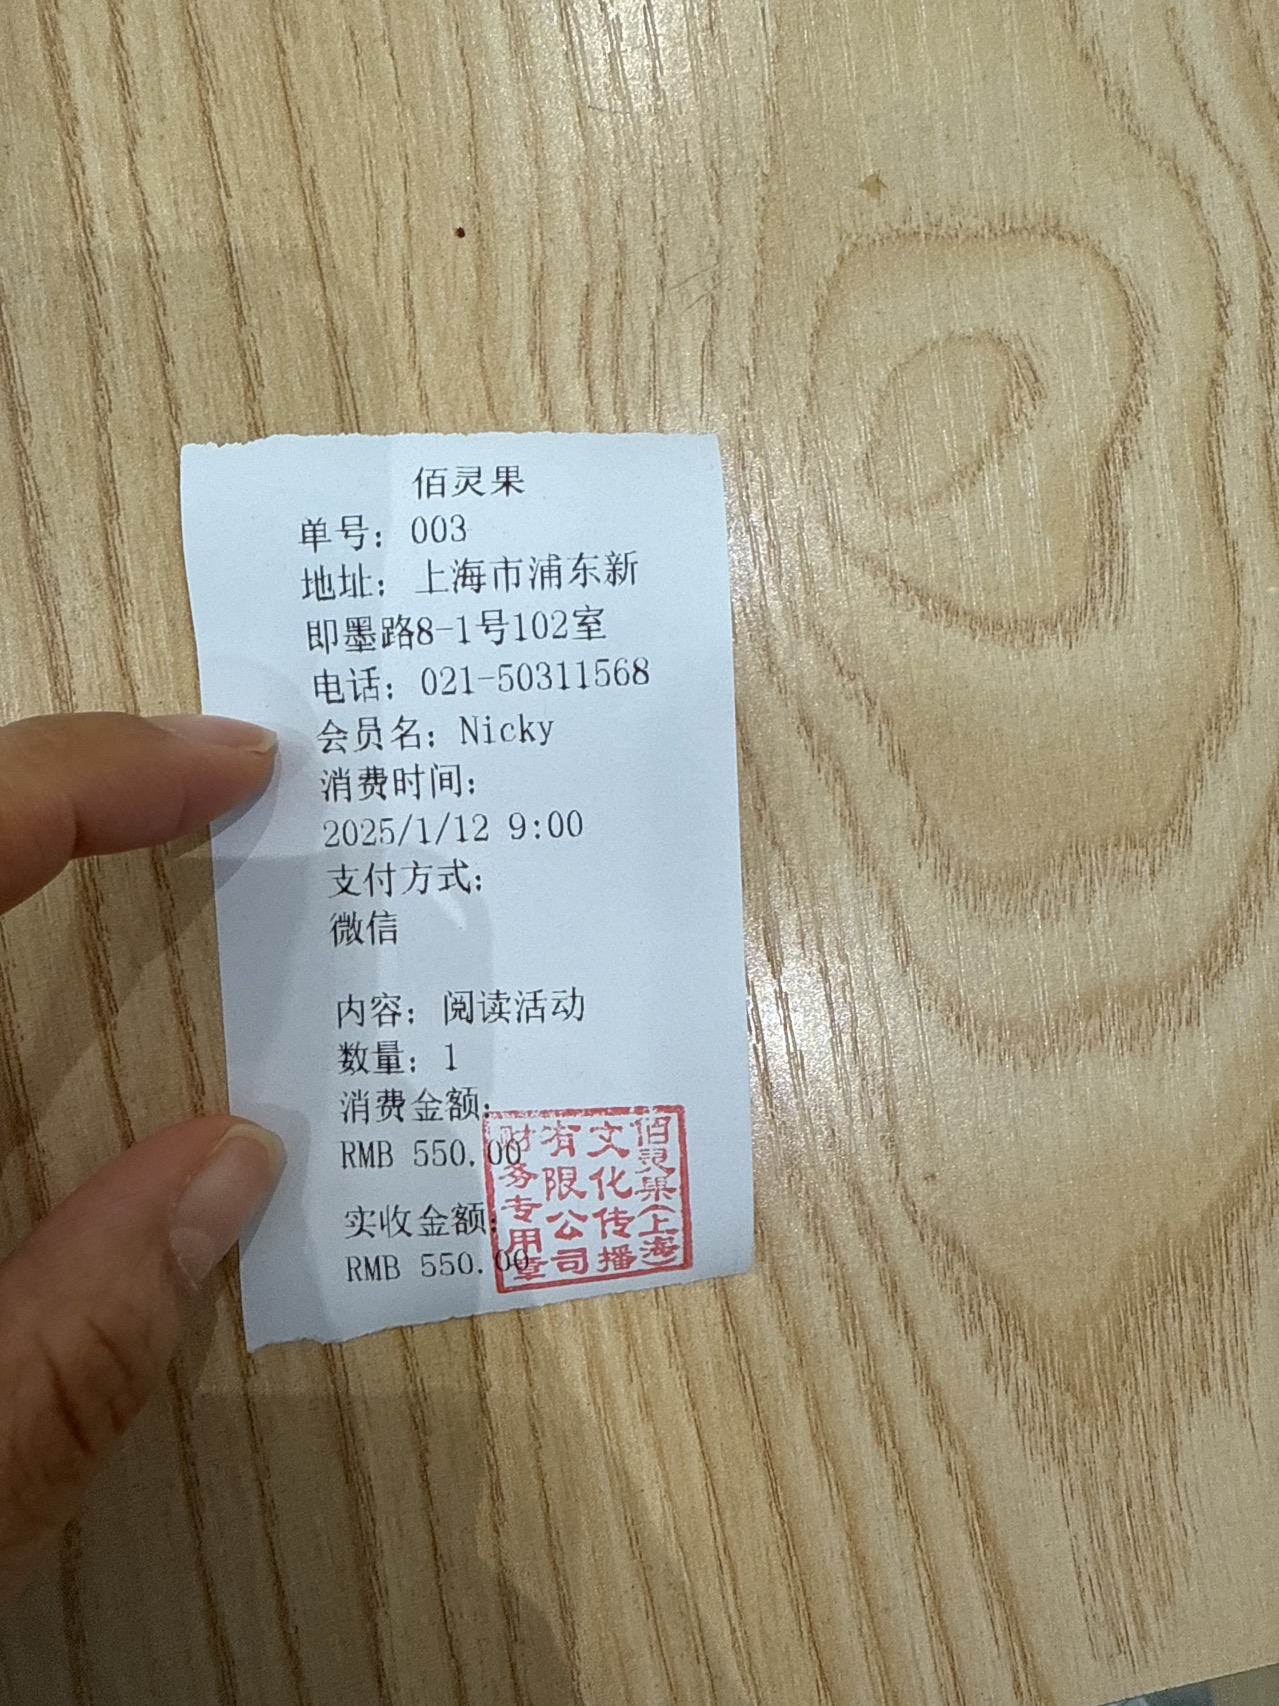 佰灵果
单号：003
地址：上海市浦东新
即墨路8-1号102室
电话：021-50311568
会员名：Nicky
消费时间：
2025/1/12 9:00
支付方式：
微信
内容：阅读活动
数量：1
消费金额：
RMB 550.00
实收金额：
RMB 550.00
佰灵果(上海)
文化传播
有限公司
财务专用章